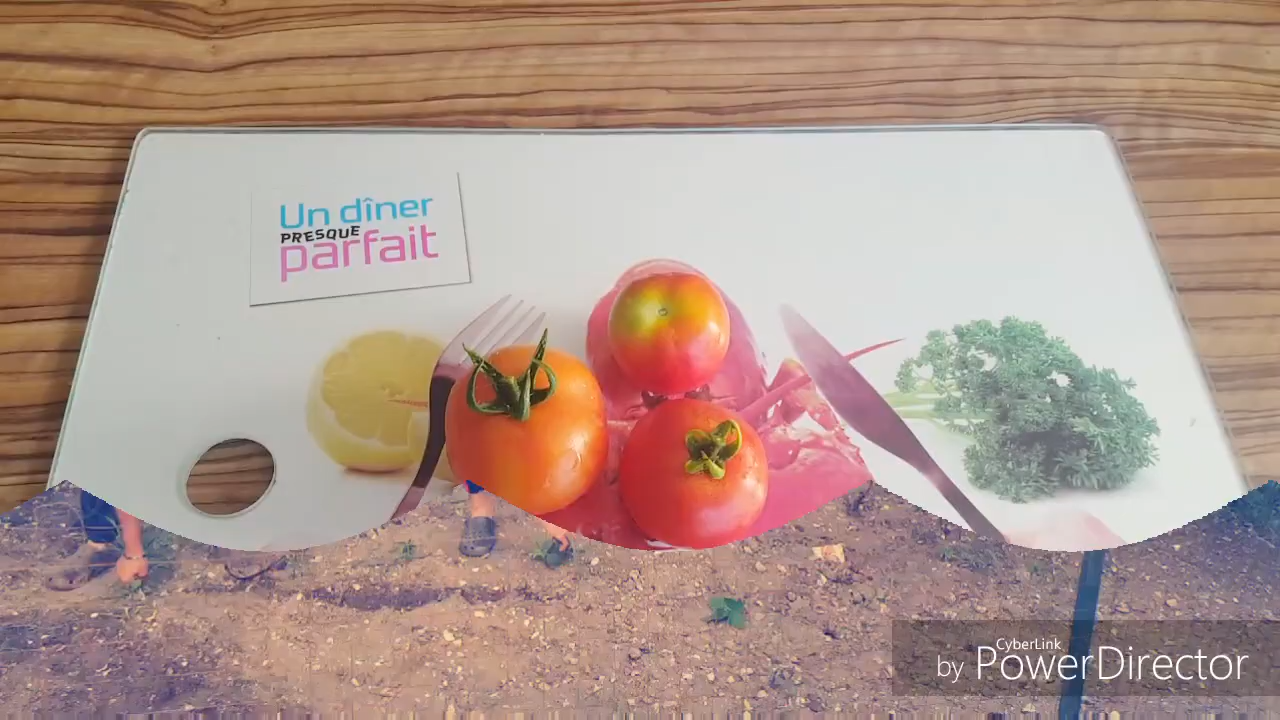 Un dîner
PRESQUE
parfait
CyberLink
by PowerDirector